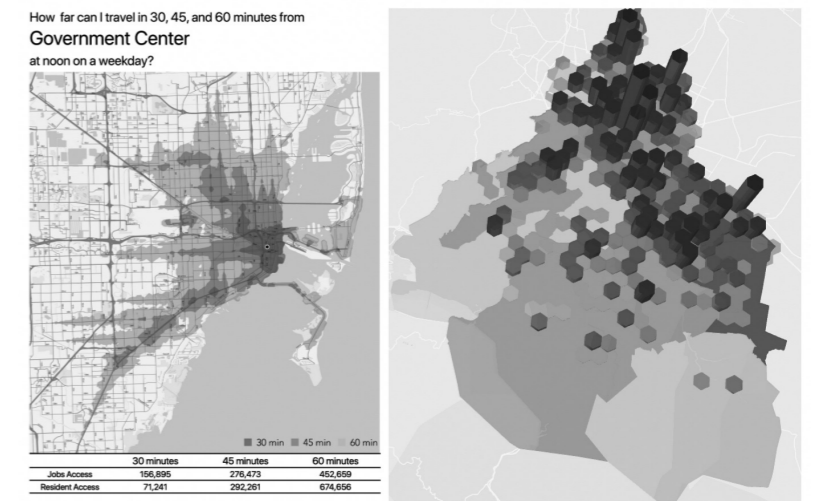 How far can I travel in 30, 45, and 60 minutes from
Government Center
at noon on a weekday?
30 min 45 min 60 min
30 minutes 45 minutes 60 minutes
Jobs Access 156,895 276,473 452,659
Resident Access 71,241 292,261 674,656